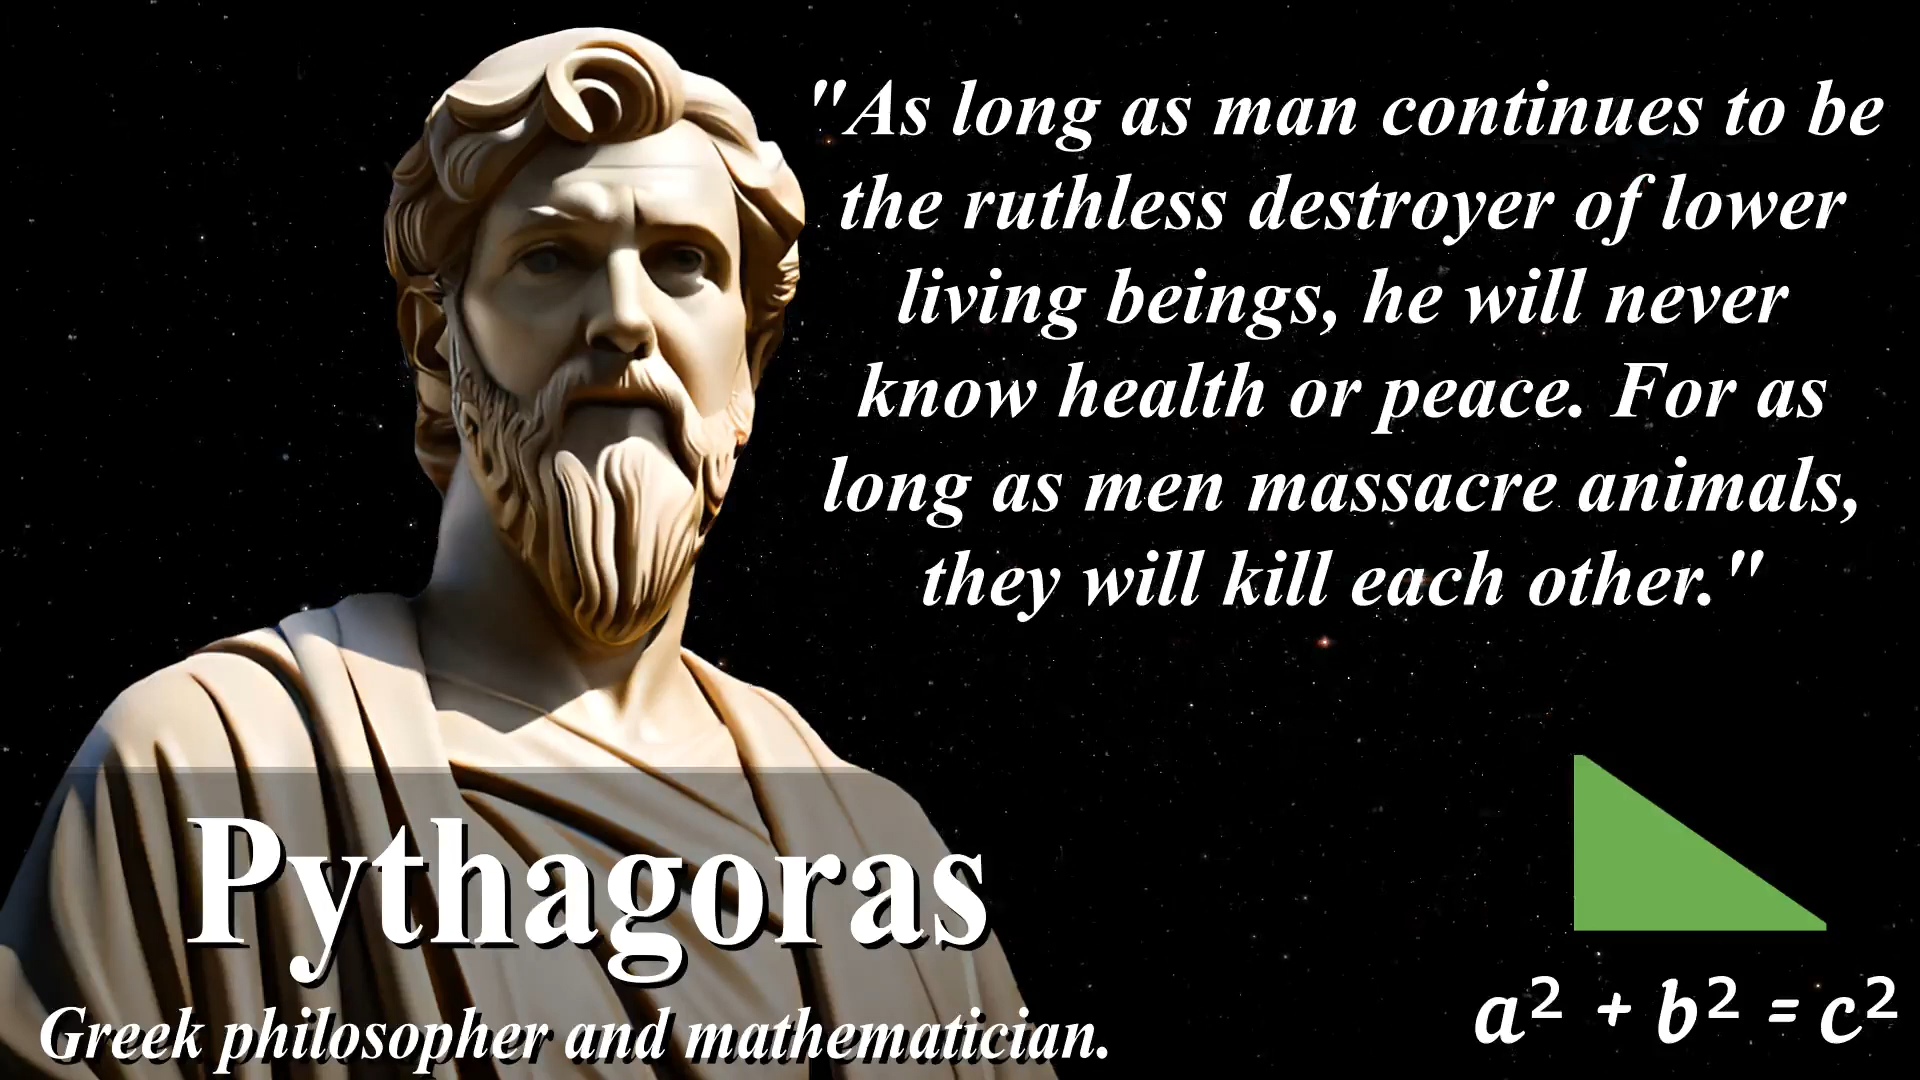 "As long as man continues to be
the ruthless destroyer of lower
living beings, he will never
know health or peace. For as
long as men massacre animals,
they will kill each other."
Pythagoras
Greek philosopher and mathematician.
a² + b² = c²